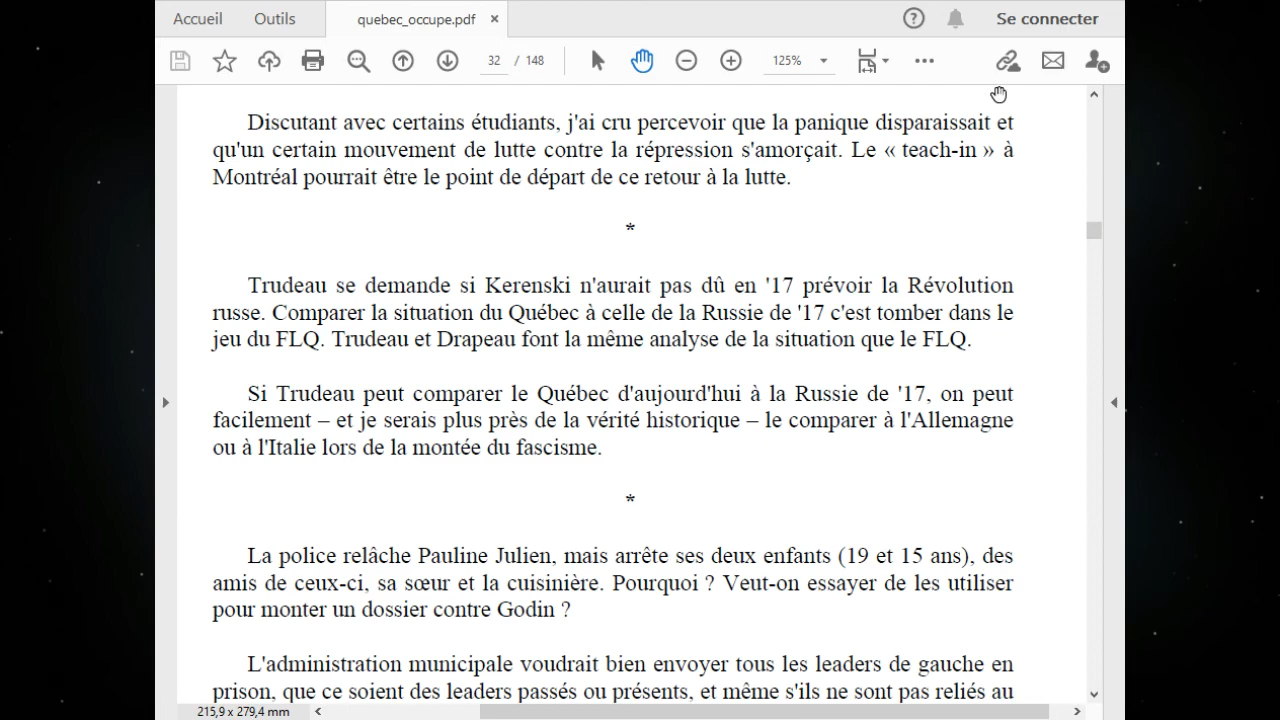 Accueil Outils quebec_occupe.pdf × ? Se connecter
32 / 148 125%
Discutant avec certains étudiants, j'ai cru percevoir que la panique disparaissait et
qu'un certain mouvement de lutte contre la répression s'amorçait. Le « teach-in » à
Montréal pourrait être le point de départ de ce retour à la lutte.
*
Trudeau se demande si Kerenski n'aurait pas dû en '17 prévoir la Révolution
russe. Comparer la situation du Québec à celle de la Russie de '17 c'est tomber dans le
jeu du FLQ. Trudeau et Drapeau font la même analyse de la situation que le FLQ.
Si Trudeau peut comparer le Québec d'aujourd'hui à la Russie de '17, on peut
facilement – et je serais plus près de la vérité historique – le comparer à l'Allemagne
ou à l'Italie lors de la montée du fascisme.
*
La police relâche Pauline Julien, mais arrête ses deux enfants (19 et 15 ans), des
amis de ceux-ci, sa sœur et la cuisinière. Pourquoi ? Veut-on essayer de les utiliser
pour monter un dossier contre Godin ?
L'administration municipale voudrait bien envoyer tous les leaders de gauche en
prison, que ce soient des leaders passés ou présents, et même s'ils ne sont pas reliés au
215,9 x 279,4 mm